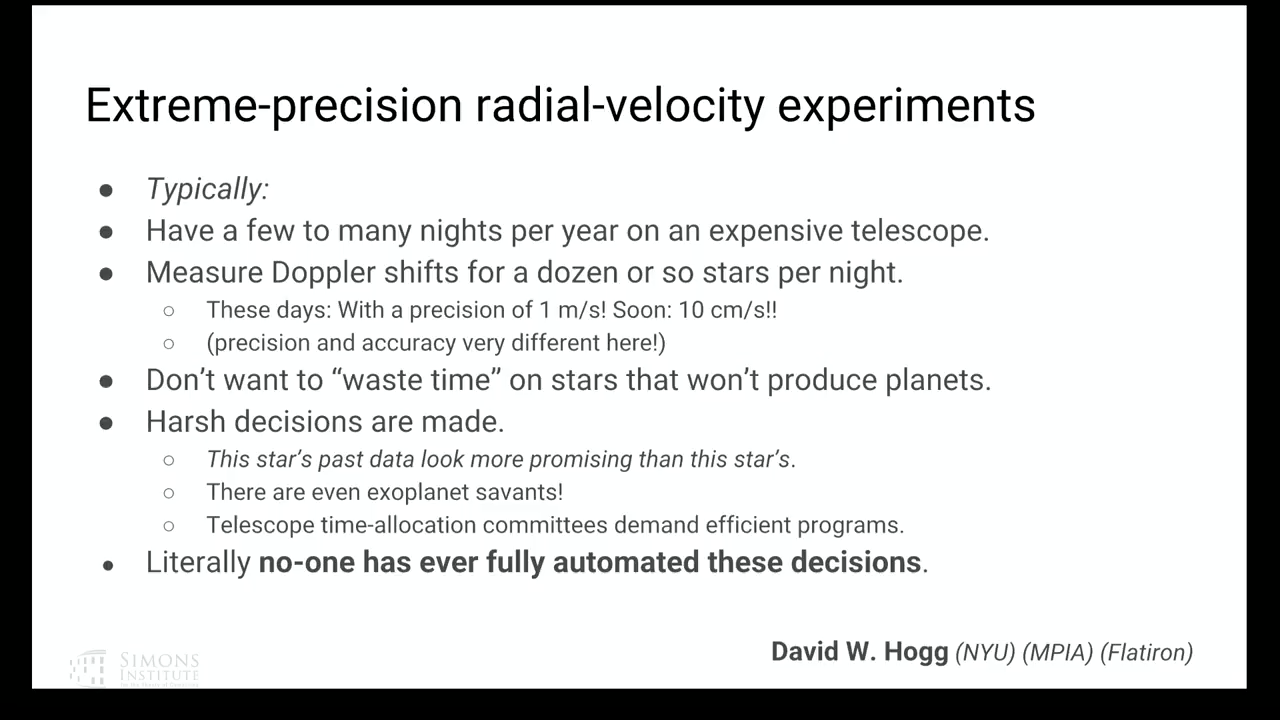 Extreme-precision radial-velocity experiments
● Typically:
● Have a few to many nights per year on an expensive telescope.
● Measure Doppler shifts for a dozen or so stars per night.
○ These days: With a precision of 1 m/s! Soon: 10 cm/s!!
○ (precision and accuracy very different here!)
● Don’t want to “waste time” on stars that won’t produce planets.
● Harsh decisions are made.
○ This star’s past data look more promising than this star’s.
○ There are even exoplanet savants!
○ Telescope time-allocation committees demand efficient programs.
● Literally no-one has ever fully automated these decisions.
David W. Hogg (NYU) (MPIA) (Flatiron)
SIMONS
INSTITUTE